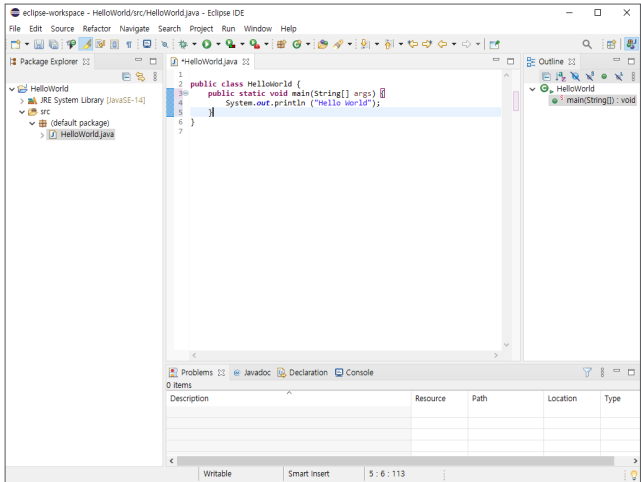 eclipse-workspace - HelloWorld/src/HelloWorld.java - Eclipse IDE
File Edit Source Refactor Navigate Search Project Run Window Help
Package Explorer
HelloWorld
JRE System Library [JavaSE-14]
src
(default package)
HelloWorld.java
*HelloWorld.java
1
2 public class HelloWorld {
3 public static void main(String[] args) {
4 System.out.println ("Hello World");
5 }
6 }
7
Outline
HelloWorld
main(String[]) : void
Problems Javadoc Declaration Console
0 items
Description Resource Path Location Type
Writable Smart Insert 5 : 6 : 113